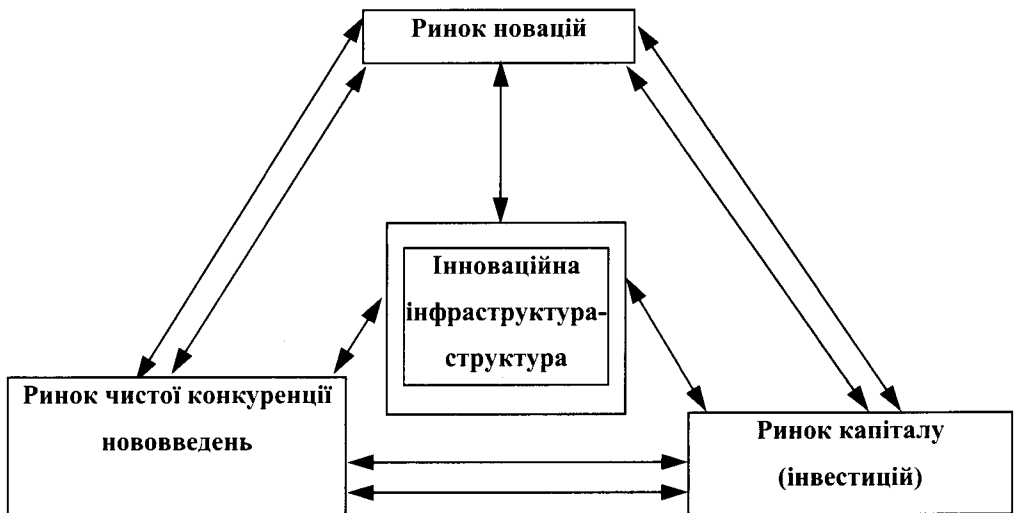 Ринок новацій
Інноваційна
інфраструктура-
структура
Ринок чистої конкуренції
нововведень
Ринок капіталу
(інвестицій)